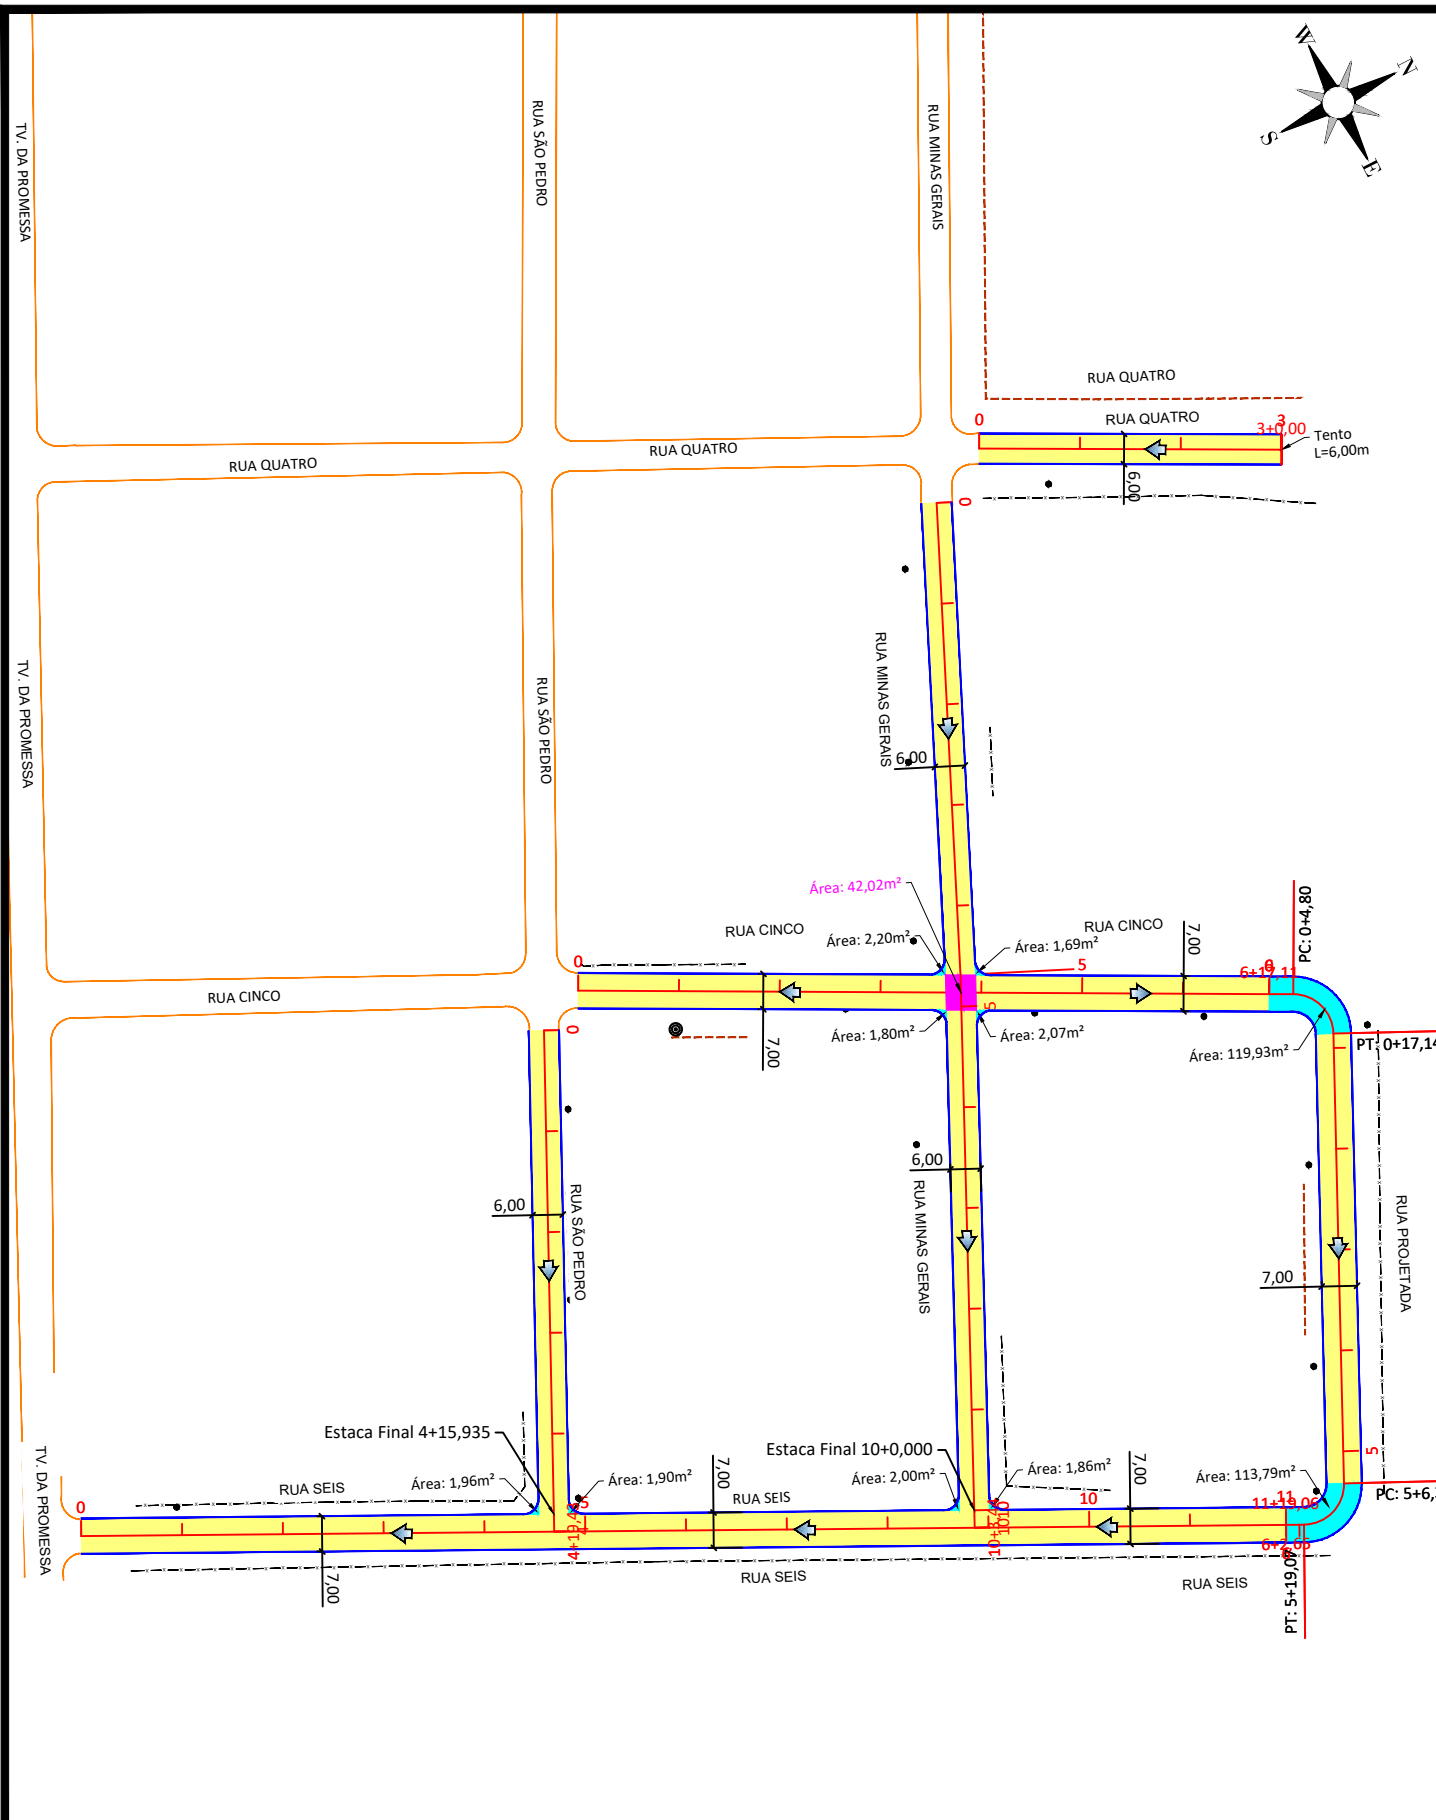 W
N
S
E
TV. DA PROMESSA
RUA SÃO PEDRO
RUA MINAS GERAIS
RUA QUATRO
RUA QUATRO
0
3
3+0,00
Tento
L=6,00m
RUA QUATRO
RUA QUATRO
6,00
0
RUA MINAS GERAIS
TV. DA PROMESSA
RUA SÃO PEDRO
6,00
Área: 42,02m²
PC: 0+4,80
RUA CINCO
RUA CINCO
Área: 2,20m²
Área: 1,69m²
7,00
0
5
6+17,11
RUA CINCO
5
0
Área: 1,80m²
Área: 2,07m²
7,00
Área: 119,93m²
PT: 0+17,14
6,00
RUA MINAS GERAIS
6,00
RUA SÃO PEDRO
RUA PROJETADA
7,00
Estaca Final 4+15,935
Estaca Final 10+0,000
5
TV. DA PROMESSA
RUA SEIS
Área: 1,96m²
Área: 1,90m²
7,00
RUA SEIS
Área: 2,00m²
Área: 1,86m²
7,00
Área: 113,79m²
PC: 5+6,
0
5
10
11
11+19,06
7,00
RUA SEIS
RUA SEIS
PT: 5+19,07